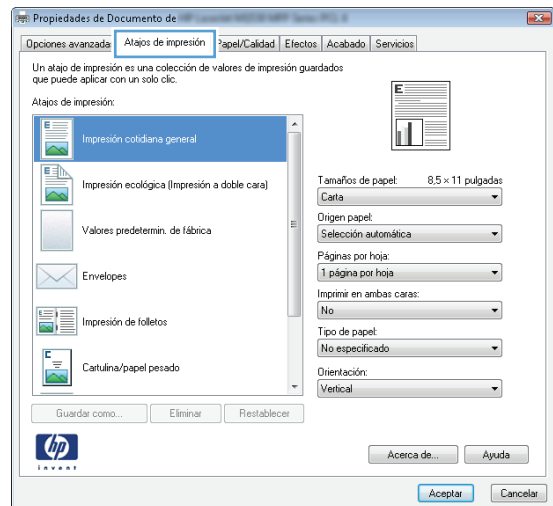 Propiedades de Documento de
Opciones avanzada Atajos de impresión Papel/Calidad Efectos Acabado Servicios
Un atajo de impresión es una colección de valores de impresión guardados
que puede aplicar con un solo clic.
Atajos de impresión:
E
Impresión cotidiana general
Impresión ecológica (Impresión a doble cara)
Valores predetermin. de fábrica
Envelopes
Impresión de folletos
Cartulina/papel pesado
Tamaños de papel: 8,5 × 11 pulgadas
Carta
Origen papel:
Selección automática
Páginas por hoja:
1 página por hoja
Imprimir en ambas caras:
No
Tipo de papel:
No especificado
Orientación:
Vertical
Guardar como... Eliminar Restablecer
hp
invent
Acerca de... Ayuda
Aceptar Cancelar